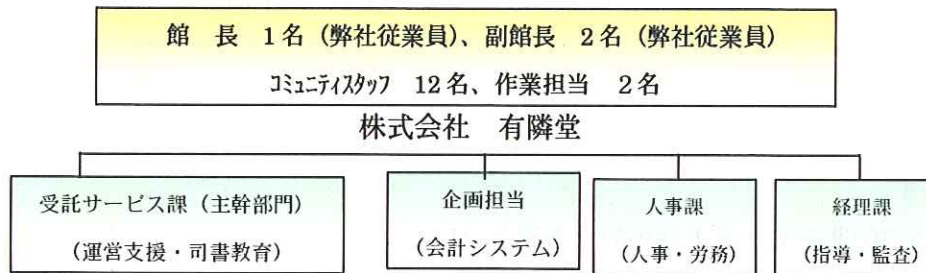 館　長　1名（弊社従業員）、副館長　2名（弊社従業員）
ｺﾐｭﾆﾃｨｽﾀｯﾌ　12名、作業担当　2名
株式会社　有隣堂
受託サービス課（主幹部門）
（運営支援・司書教育）
企画担当
（会計システム）
人事課
（人事・労務）
経理課
（指導・監査）